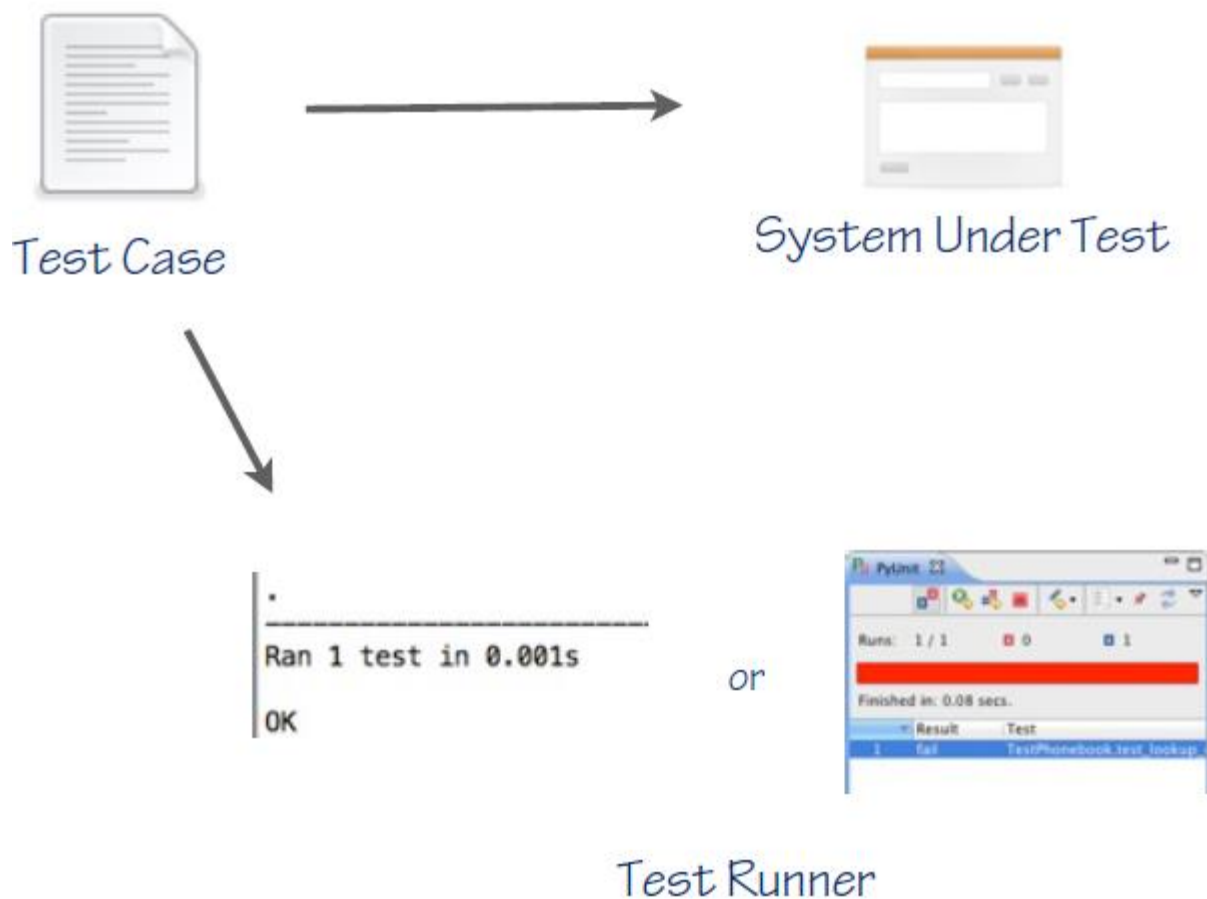 Test Case
System Under Test
.
-------------------------
Ran 1 test in 0.001s
OK
or
PyUnit
Runs: 1 / 1 0 1
Finished in: 0.08 secs.
Result Test
1 fail TestPhonebook.test_lookup_
Test Runner